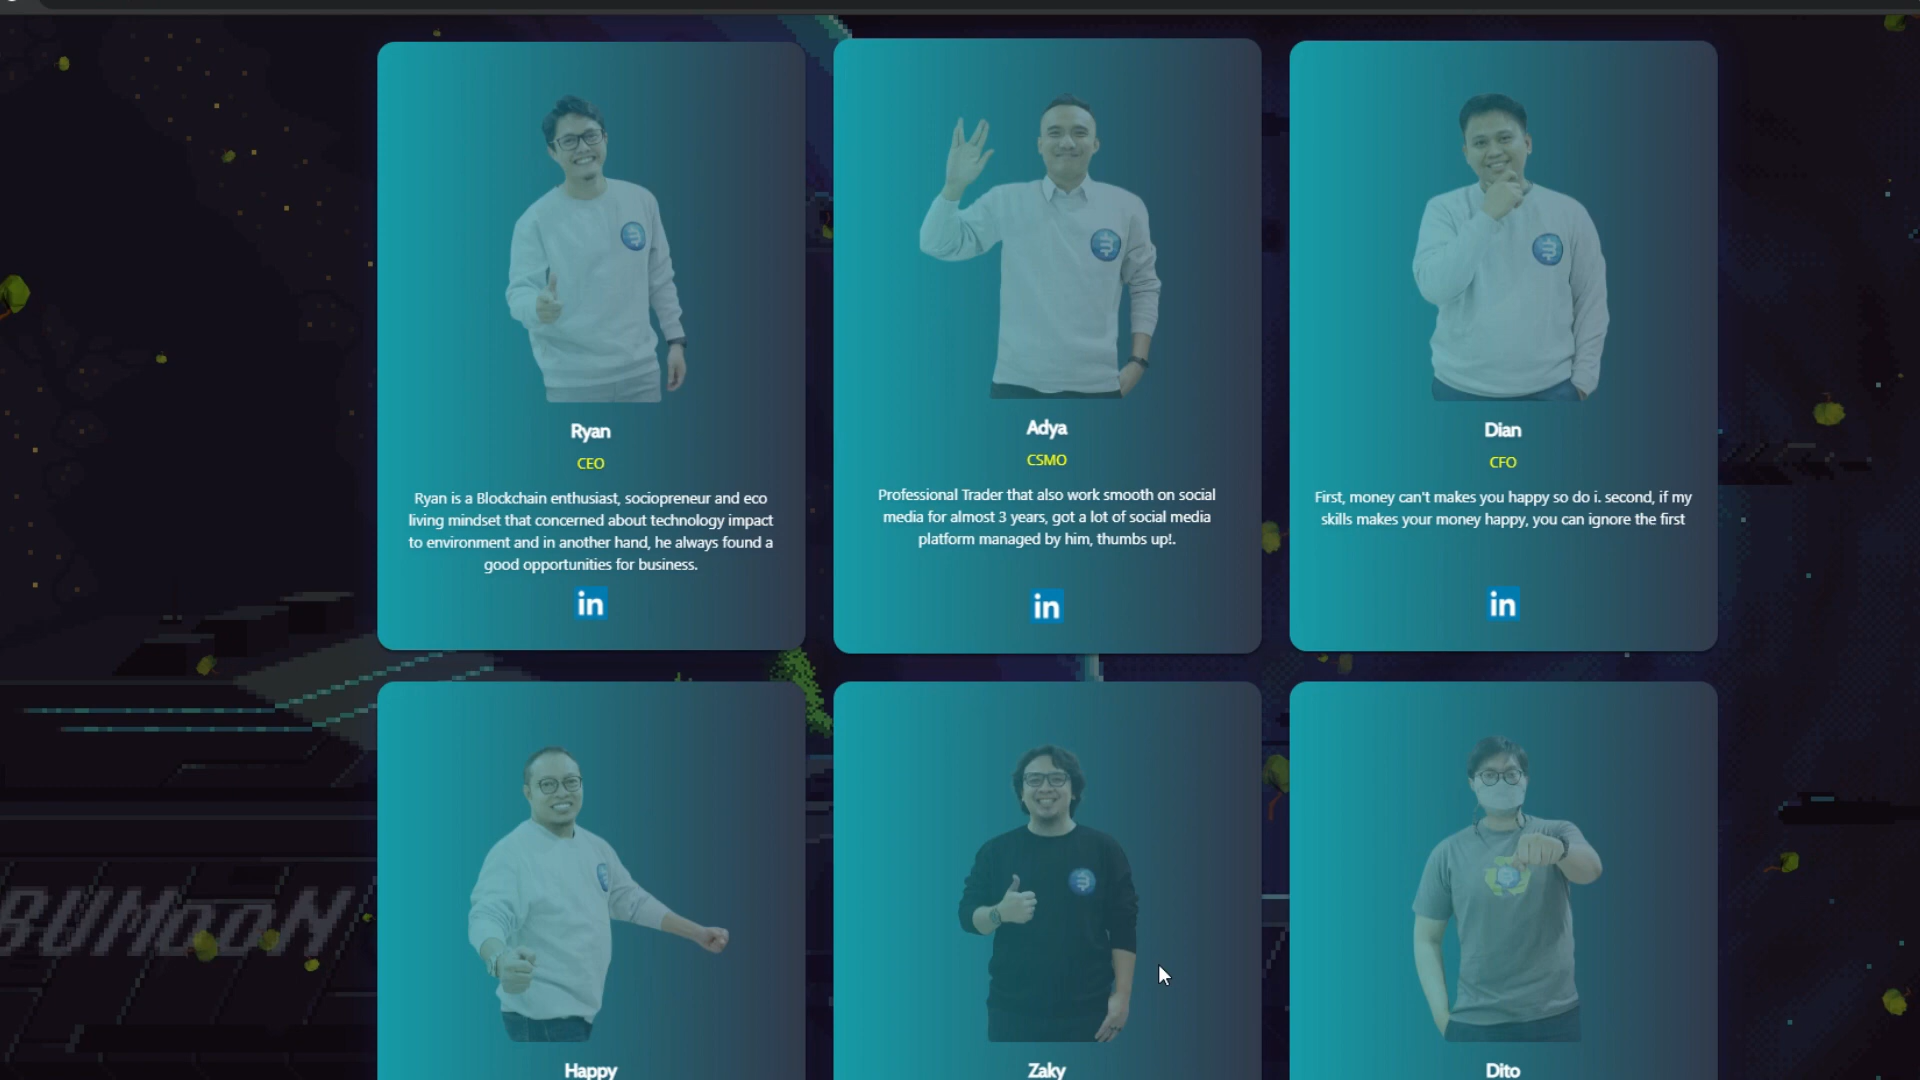 Ryan
CEO
Ryan is a Blockchain enthusiast, sociopreneur and eco
living mindset that concerned about technology impact
to environment and in another hand, he always found a
good opportunities for business.
in
Adya
CSMO
Professional Trader that also work smooth on social
media for almost 3 years, got a lot of social media
platform managed by him, thumbs up!.
in
Dian
CFO
First, money can't makes you happy so do i. second, if my
skills makes your money happy, you can ignore the first
in
BUMooN
Happy
Zaky
Dito